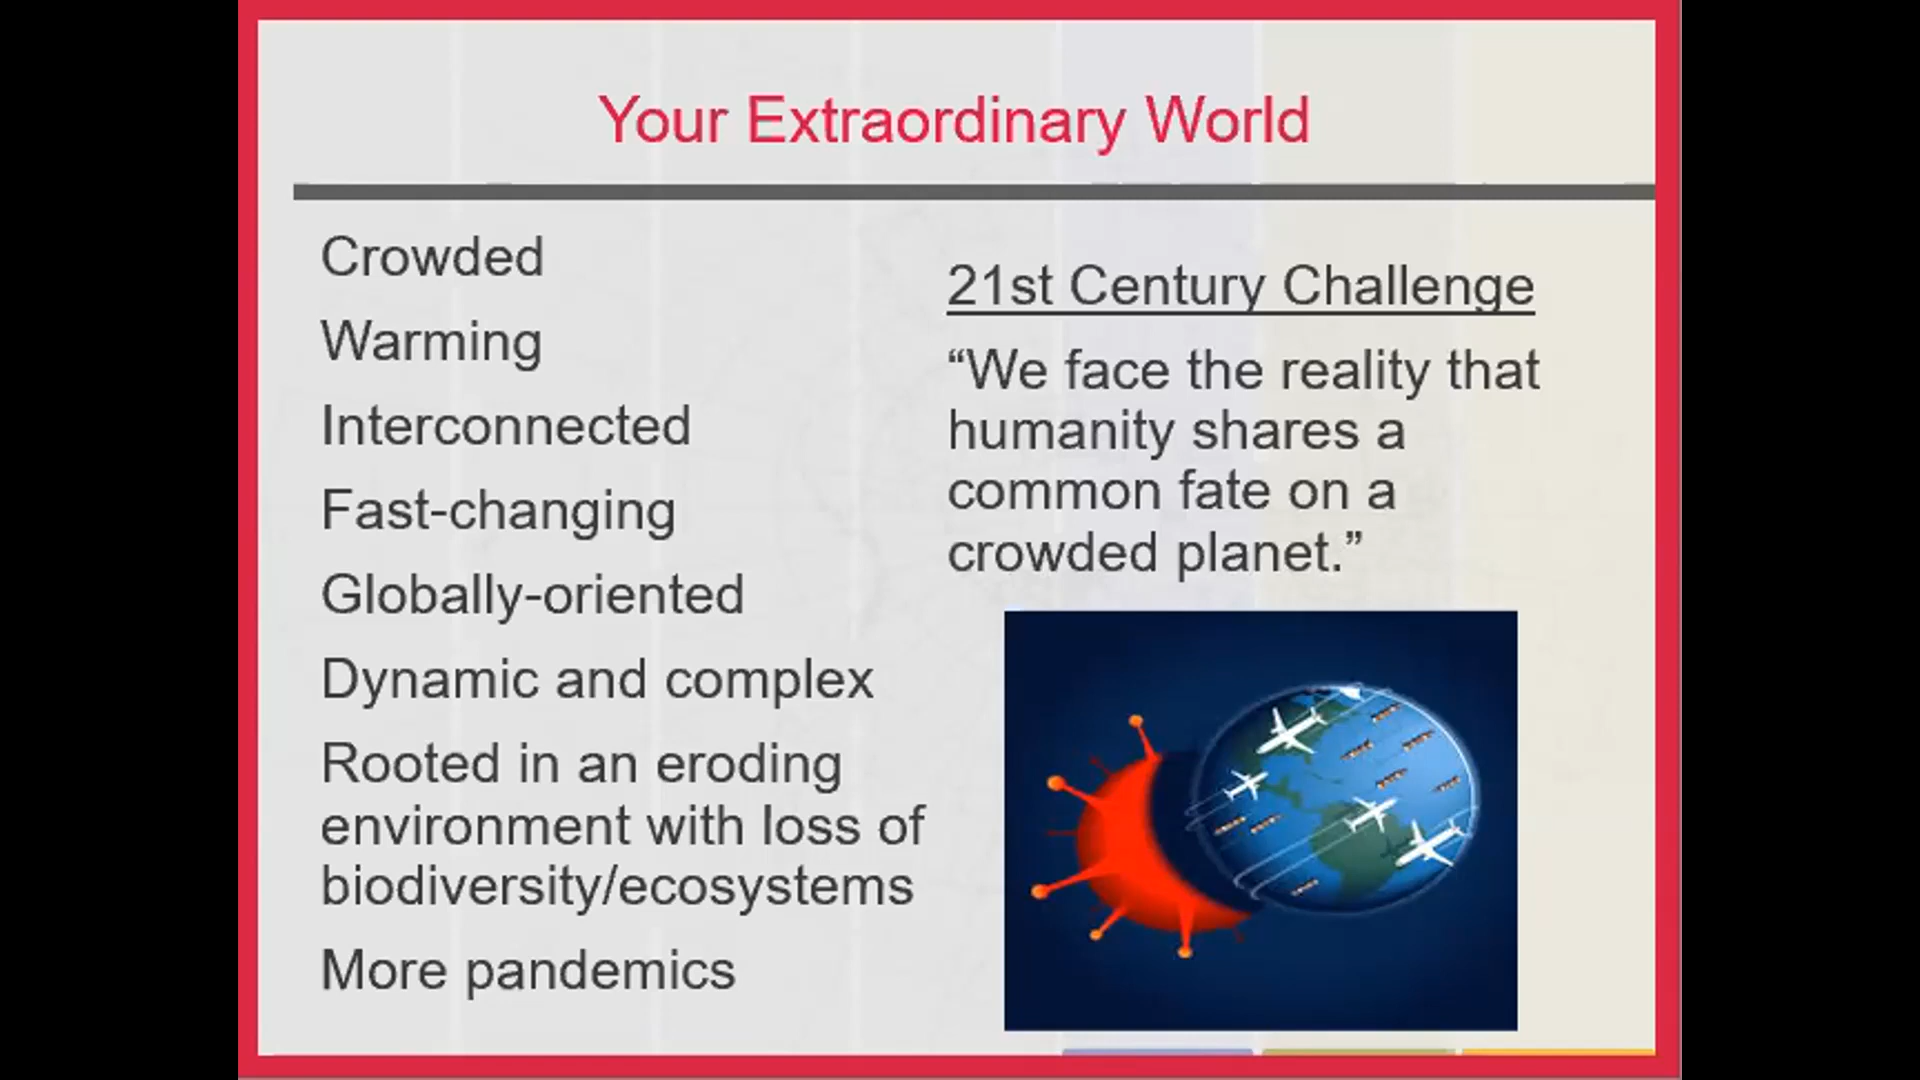 Your Extraordinary World
Crowded
Warming
Interconnected
Fast-changing
Globally-oriented
Dynamic and complex
Rooted in an eroding
environment with loss of
biodiversity/ecosystems
More pandemics
21st Century Challenge
“We face the reality that
humanity shares a
common fate on a
crowded planet.”